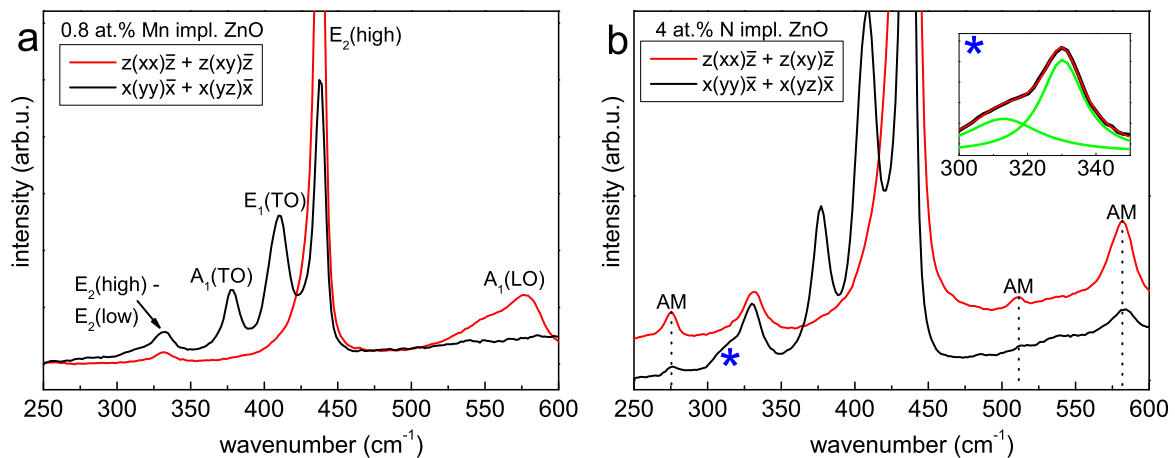 a
0.8 at.% Mn impl. ZnO
z(xx)z̄ + z(xy)z̄
x(yy)x̄ + x(yz)x̄
E₂(high)
E₁(TO)
A₁(TO)
E₂(high) -
E₂(low)
A₁(LO)
intensity (arb.u.)
250 300 350 400 450 500 550 600
wavenumber (cm⁻¹)
b
4 at.% N impl. ZnO
z(xx)z̄ + z(xy)z̄
x(yy)x̄ + x(yz)x̄
*
300 320 340
AM
AM
AM
*
intensity (arb.u.)
250 300 350 400 450 500 550 600
wavenumber (cm⁻¹)